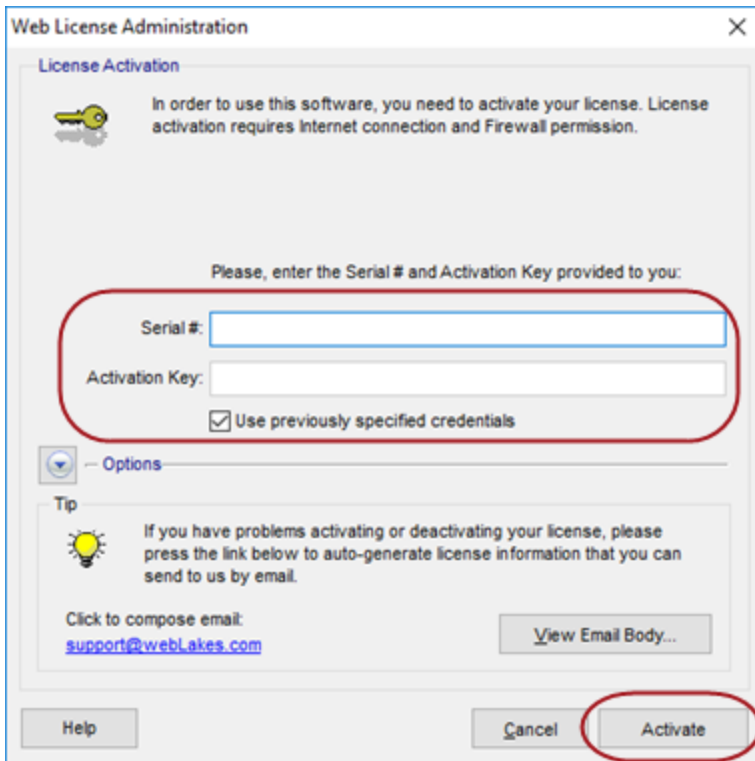 Web License Administration
License Activation
In order to use this software, you need to activate your license. License
activation requires Internet connection and Firewall permission.
Please, enter the Serial # and Activation Key provided to you:
Serial #:
Activation Key:
Use previously specified credentials
Options
Tip
If you have problems activating or deactivating your license, please
press the link below to auto-generate license information that you can
send to us by email.
Click to compose email:
support@webLakes.com
View Email Body...
Help
Cancel
Activate